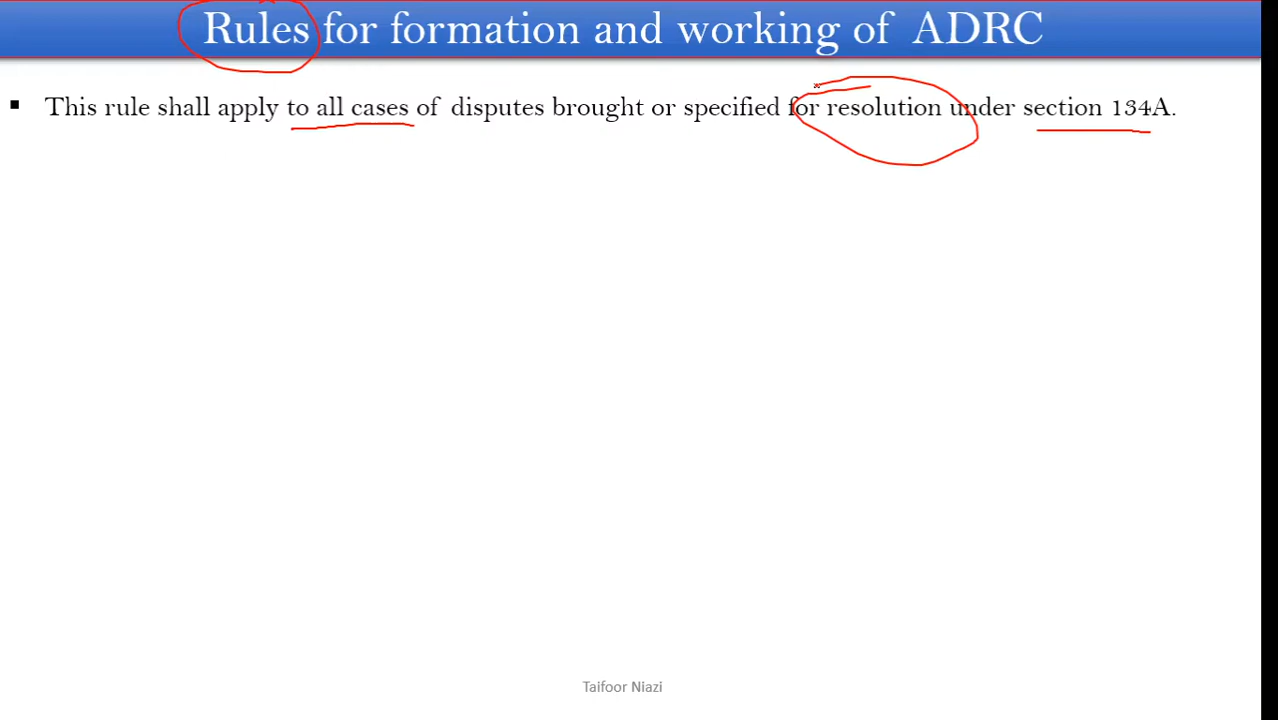 Rules for formation and working of ADRC
▪ This rule shall apply to all cases of disputes brought or specified for resolution under section 134A.
Taifoor Niazi